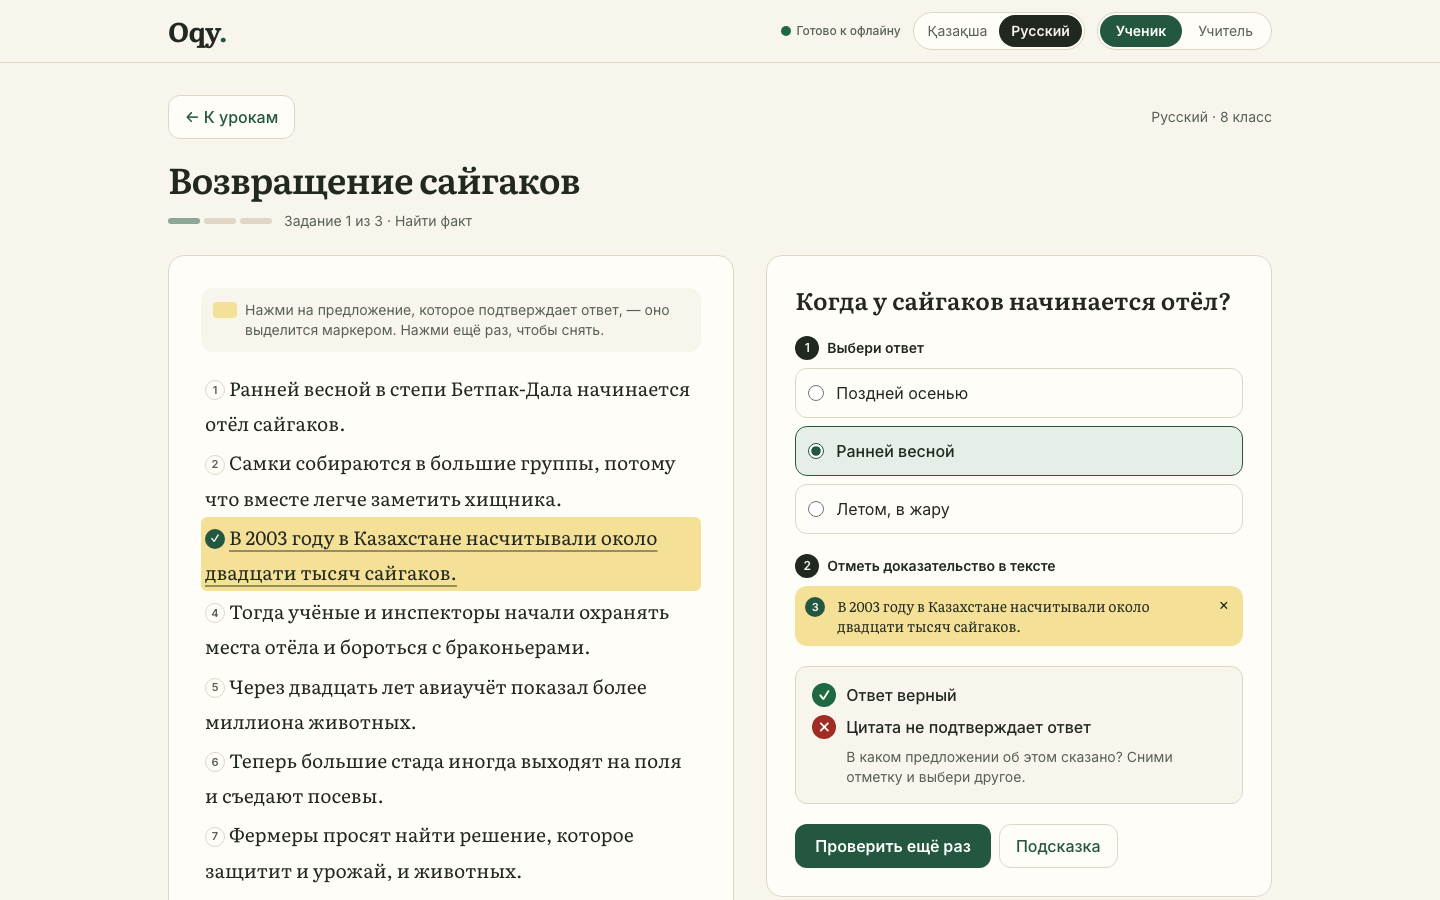 Oqy.
Готово к офлайну
Қазақша
Русский
Ученик
Учитель
← К урокам
Русский · 8 класс
Возвращение сайгаков
Задание 1 из 3 · Найти факт
Нажми на предложение, которое подтверждает ответ, — оно
выделится маркером. Нажми ещё раз, чтобы снять.
1 Ранней весной в степи Бетпак-Дала начинается
отёл сайгаков.
2 Самки собираются в большие группы, потому
что вместе легче заметить хищника.
В 2003 году в Казахстане насчитывали около
двадцати тысяч сайгаков.
4 Тогда учёные и инспекторы начали охранять
места отёла и бороться с браконьерами.
5 Через двадцать лет авиаучёт показал более
миллиона животных.
6 Теперь большие стада иногда выходят на поля
и съедают посевы.
7 Фермеры просят найти решение, которое
защитит и урожай, и животных.
Когда у сайгаков начинается отёл?
1 Выбери ответ
Поздней осенью
Ранней весной
Летом, в жару
2 Отметь доказательство в тексте
3 В 2003 году в Казахстане насчитывали около
двадцати тысяч сайгаков.
Ответ верный
Цитата не подтверждает ответ
В каком предложении об этом сказано? Сними
отметку и выбери другое.
Проверить ещё раз
Подсказка